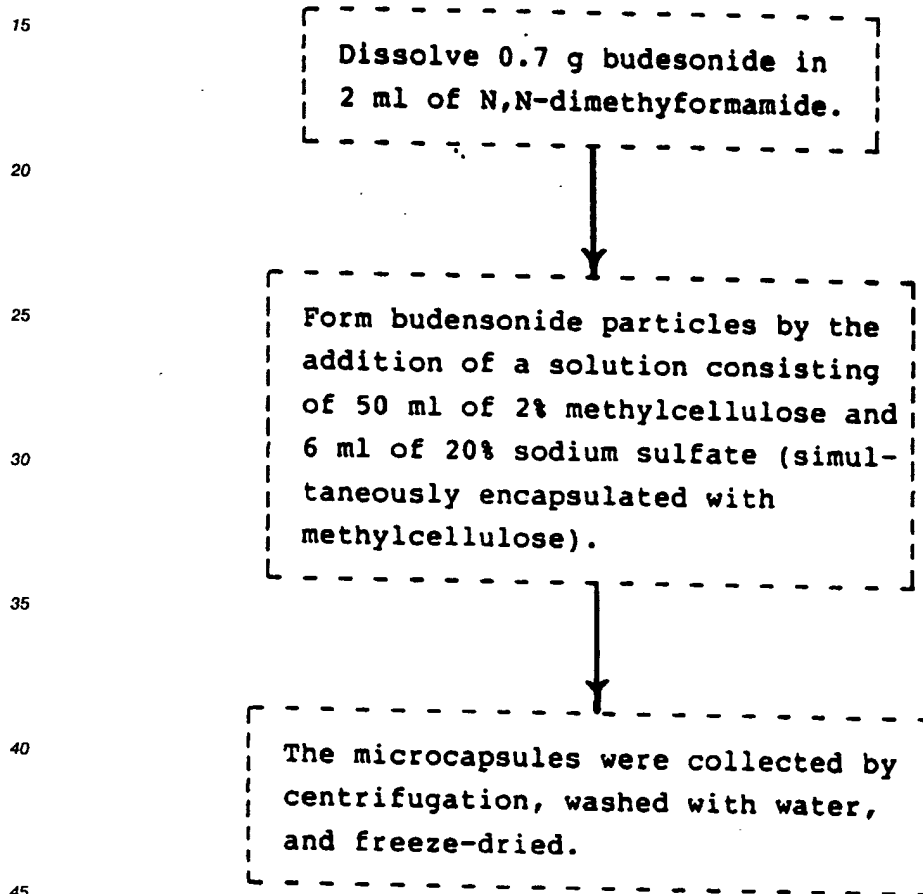 15
Dissolve 0.7 g budesonide in
2 ml of N,N-dimethyformamide.
20
25
Form budensonide particles by the
addition of a solution consisting
of 50 ml of 2% methylcellulose and
6 ml of 20% sodium sulfate (simul-
30
taneously encapsulated with
methylcellulose).
35
40
The microcapsules were collected by
centrifugation, washed with water,
and freeze-dried.
45